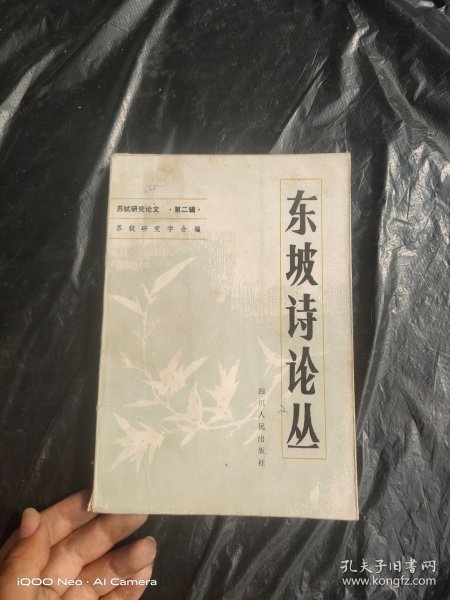 苏轼研究论文·第二辑·
苏轼研究学会编
东坡诗论丛
四川人民出版社
iQOO Neo · AI Camera
孔夫子旧书网
www.kongfz.com